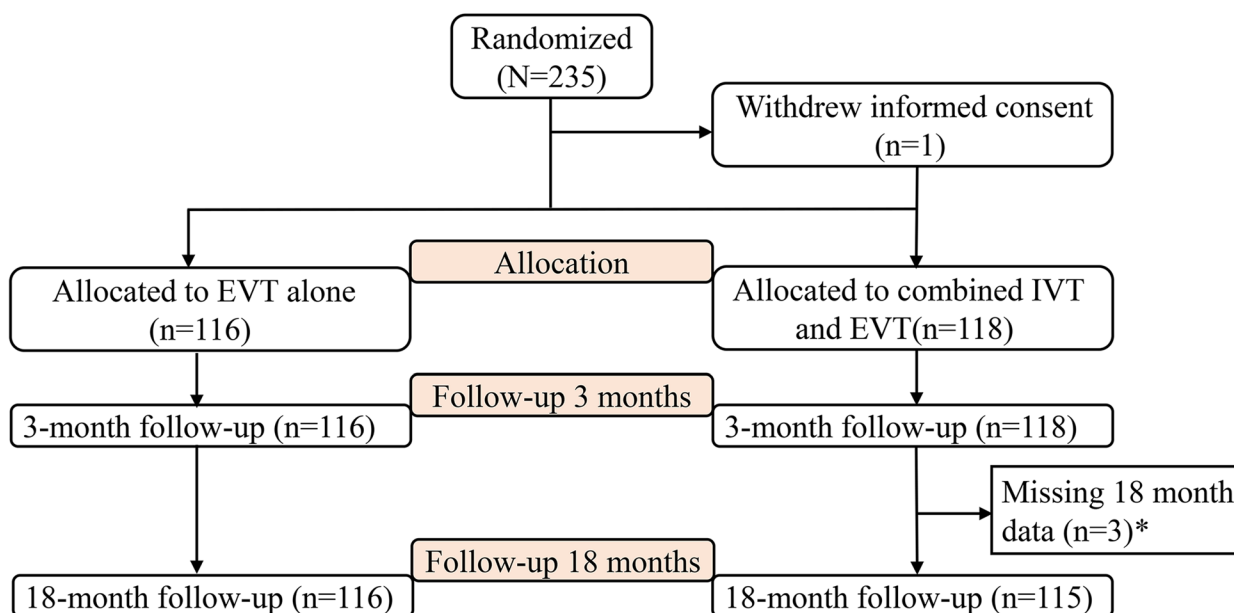 Randomized
(N=235)
Withdrew informed consent
(n=1)
Allocation
Allocated to EVT alone
(n=116)
Allocated to combined IVT
and EVT(n=118)
Follow-up 3 months
3-month follow-up (n=116)
3-month follow-up (n=118)
Missing 18 month
data (n=3)*
Follow-up 18 months
18-month follow-up (n=116)
18-month follow-up (n=115)